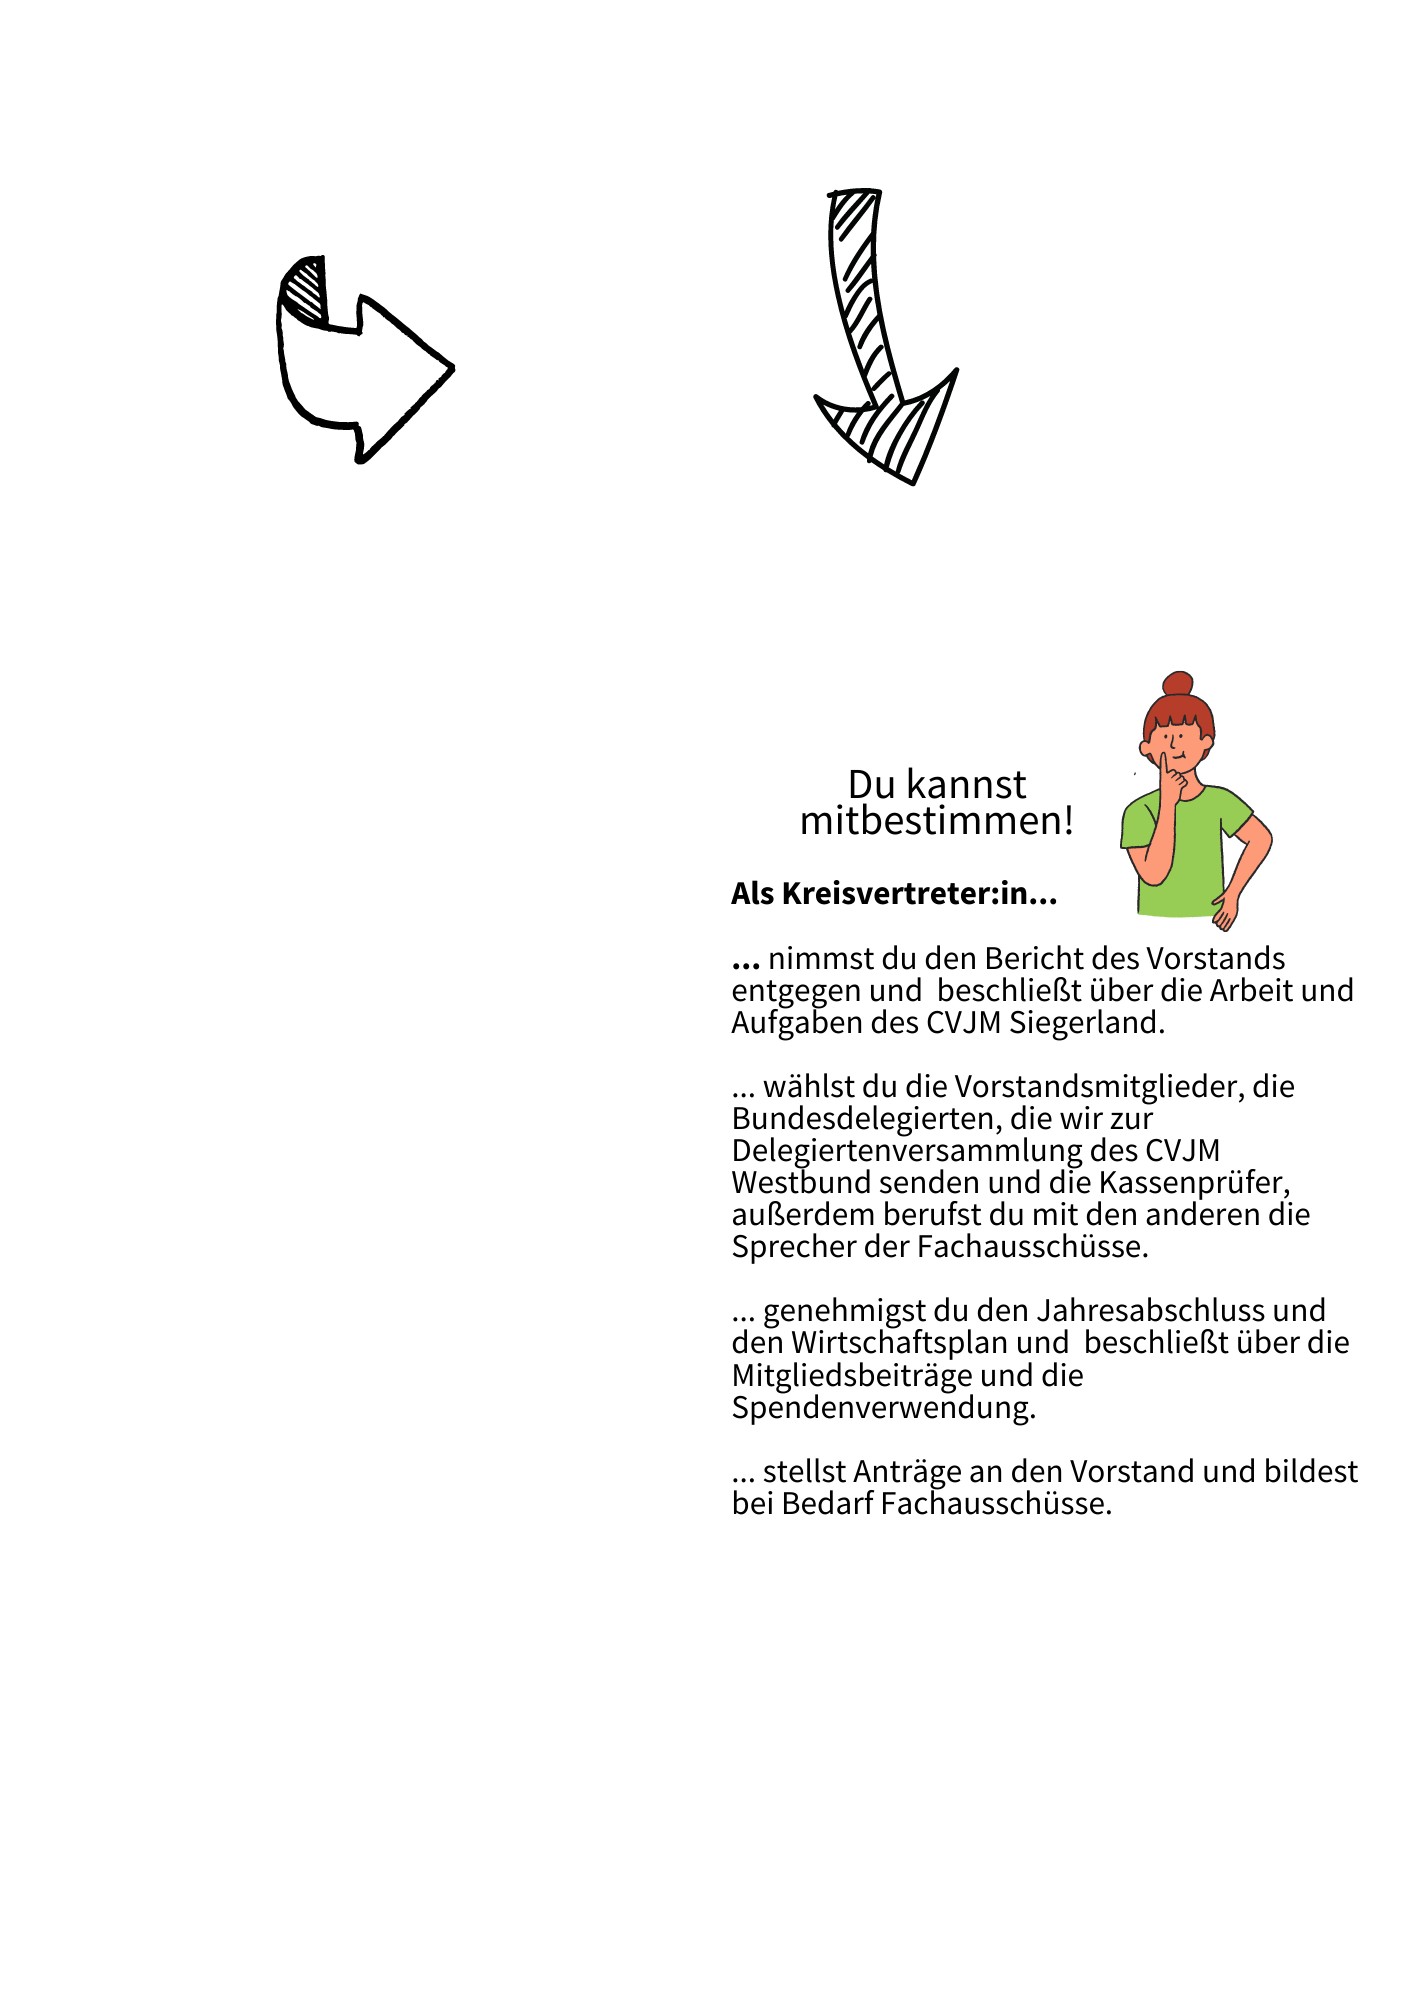 Du kannst
mitbestimmen!
Als Kreisvertreter:in...
... nimmst du den Bericht des Vorstands
entgegen und  beschließt über die Arbeit und
Aufgaben des CVJM Siegerland.
... wählst du die Vorstandsmitglieder, die
Bundesdelegierten, die wir zur
Delegiertenversammlung des CVJM
Westbund senden und die Kassenprüfer,
außerdem berufst du mit den anderen die
Sprecher der Fachausschüsse.
... genehmigst du den Jahresabschluss und
den Wirtschaftsplan und  beschließt über die
Mitgliedsbeiträge und die
Spendenverwendung.
... stellst Anträge an den Vorstand und bildest
bei Bedarf Fachausschüsse.